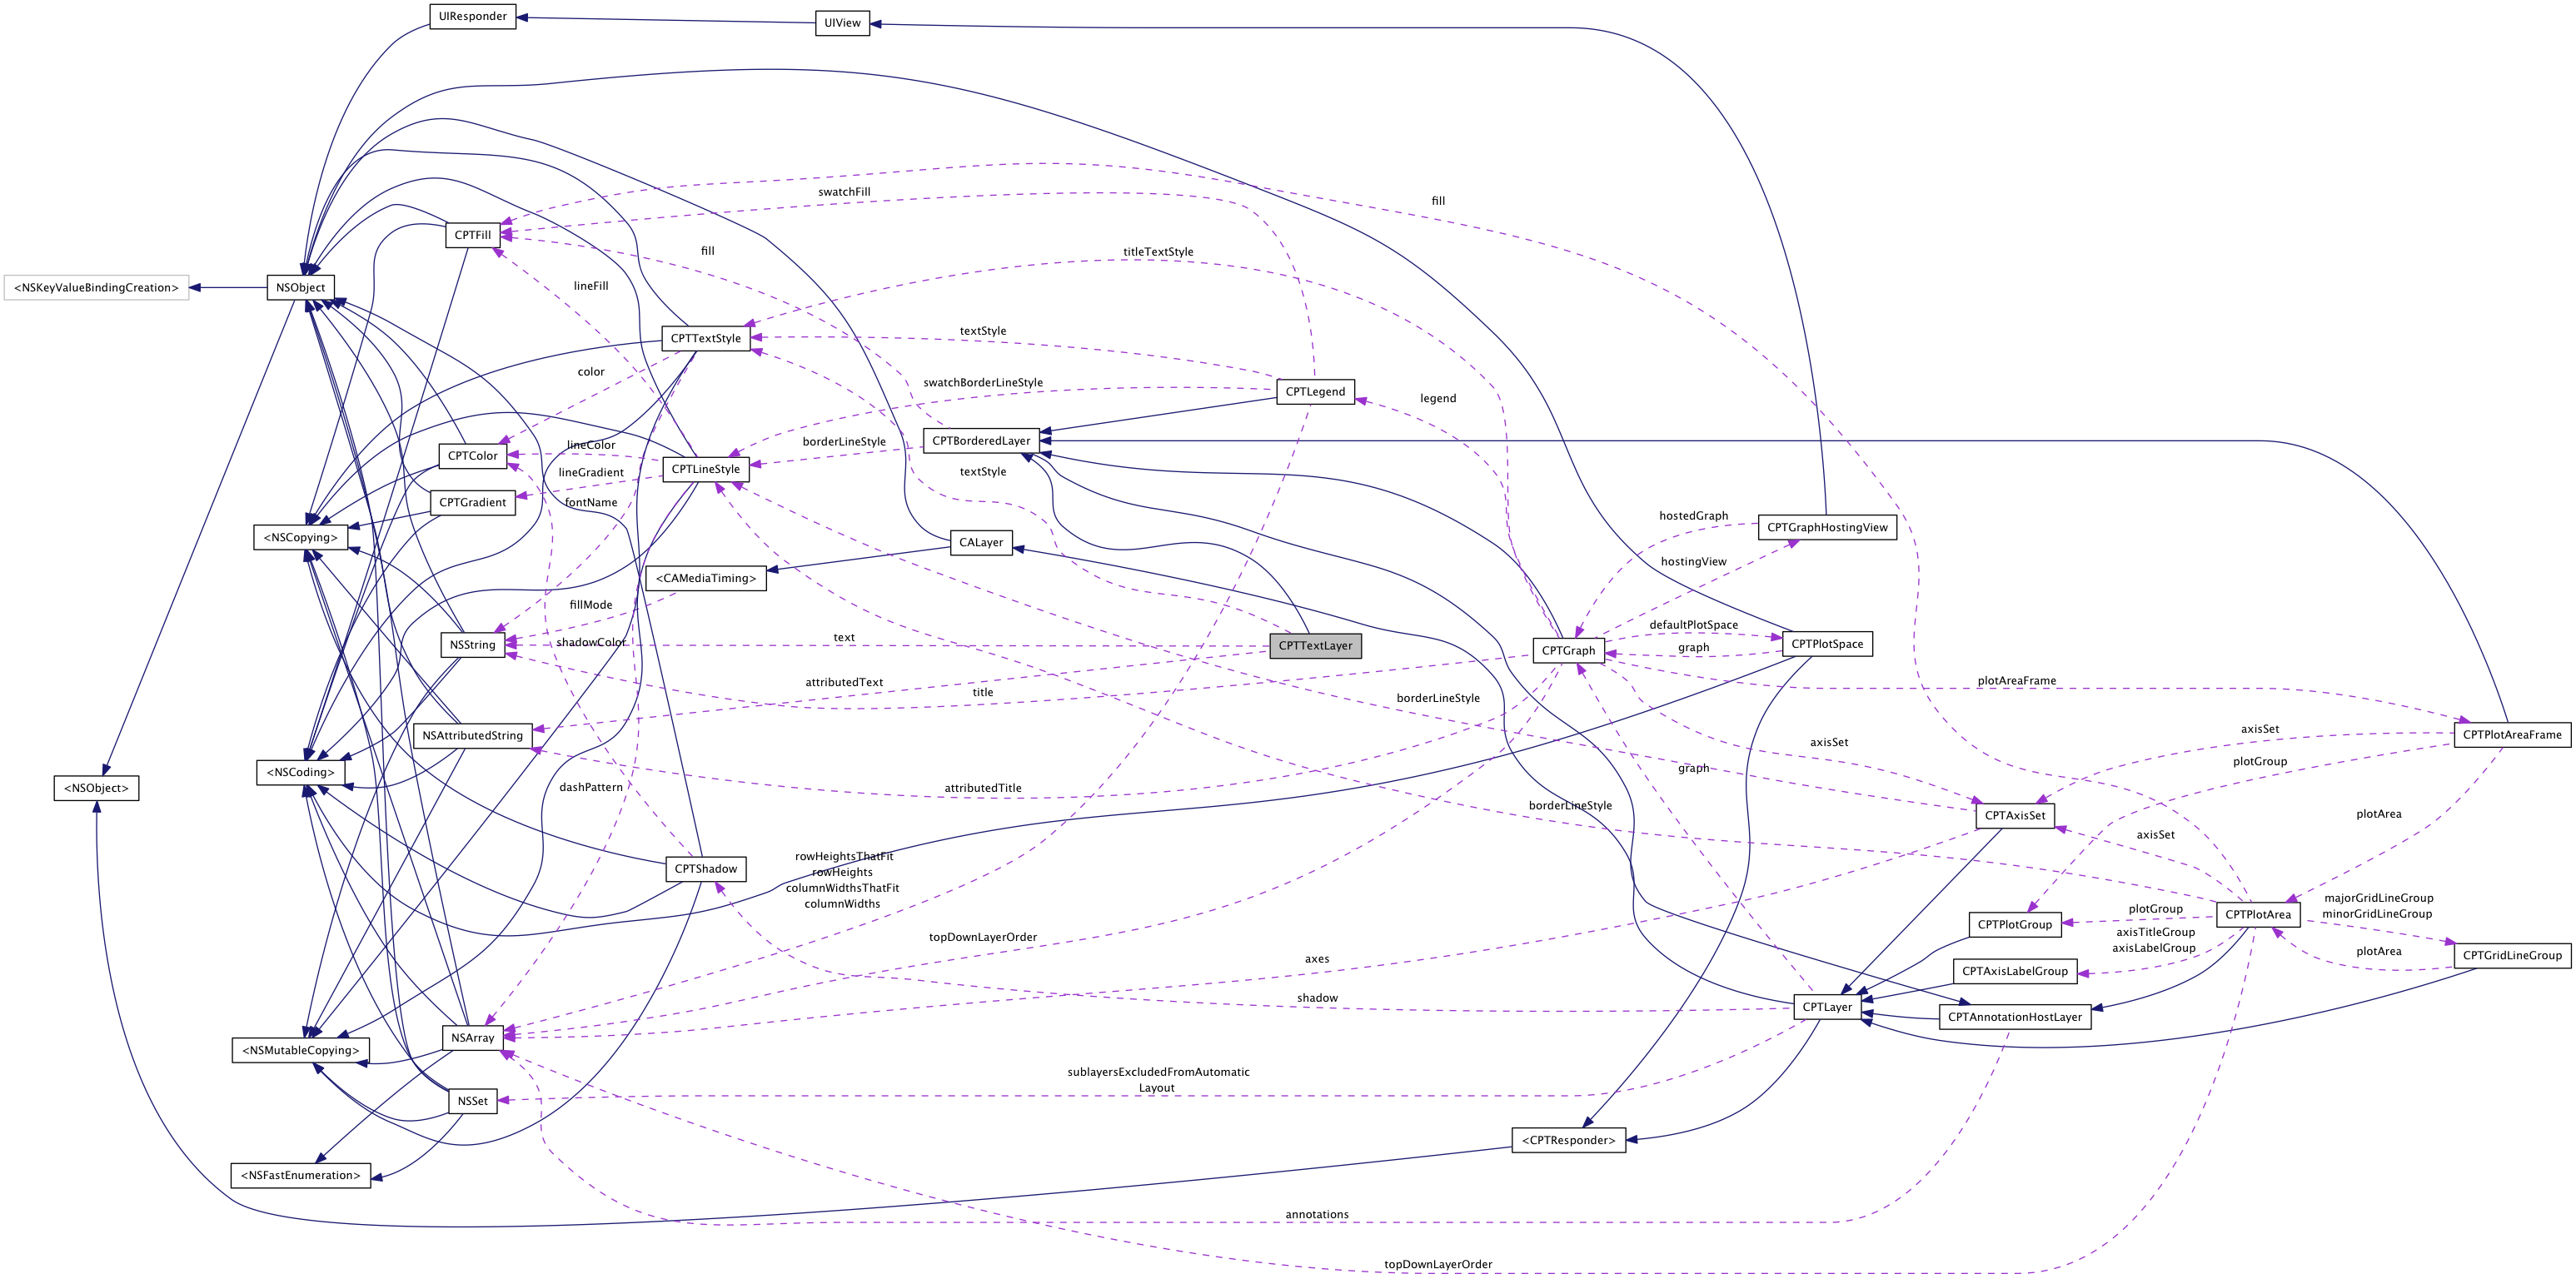 UIResponder
UIView
swatchFill
fill
CPTFill
fill
titleTextStyle
<NSKeyValueBindingCreation>
NSObject
lineFill
textStyle
CPTTextStyle
color
swatchBorderLineStyle
CPTLegend
legend
lineColor
borderLineStyle
CPTBorderedLayer
CPTColor
lineGradient
CPTLineStyle
textStyle
CPTGradient
fontName
hostedGraph
CPTGraphHostingView
<NSCopying>
CALayer
hostingView
<CAMediaTiming>
fillMode
defaultPlotSpace
NSString
shadowColor
text
CPTTextLayer
CPTGraph
graph
CPTPlotSpace
attributedText
title
borderLineStyle
plotAreaFrame
NSAttributedString
axisSet
axisSet
CPTPlotAreaFrame
plotGroup
<NSCoding>
graph
<NSObject>
dashPattern
attributedTitle
borderLineStyle
CPTAxisSet
plotArea
axisSet
rowHeightsThatFit
rowHeights
columnWidthsThatFit
columnWidths
CPTShadow
majorGridLineGroup
minorGridLineGroup
plotGroup
CPTPlotArea
CPTPlotGroup
axisTitleGroup
axisLabelGroup
topDownLayerOrder
axes
plotArea
CPTGridLineGroup
CPTAxisLabelGroup
shadow
CPTLayer
CPTAnnotationHostLayer
NSArray
<NSMutableCopying>
sublayersExcludedFromAutomatic
Layout
NSSet
<CPTResponder>
<NSFastEnumeration>
annotations
topDownLayerOrder